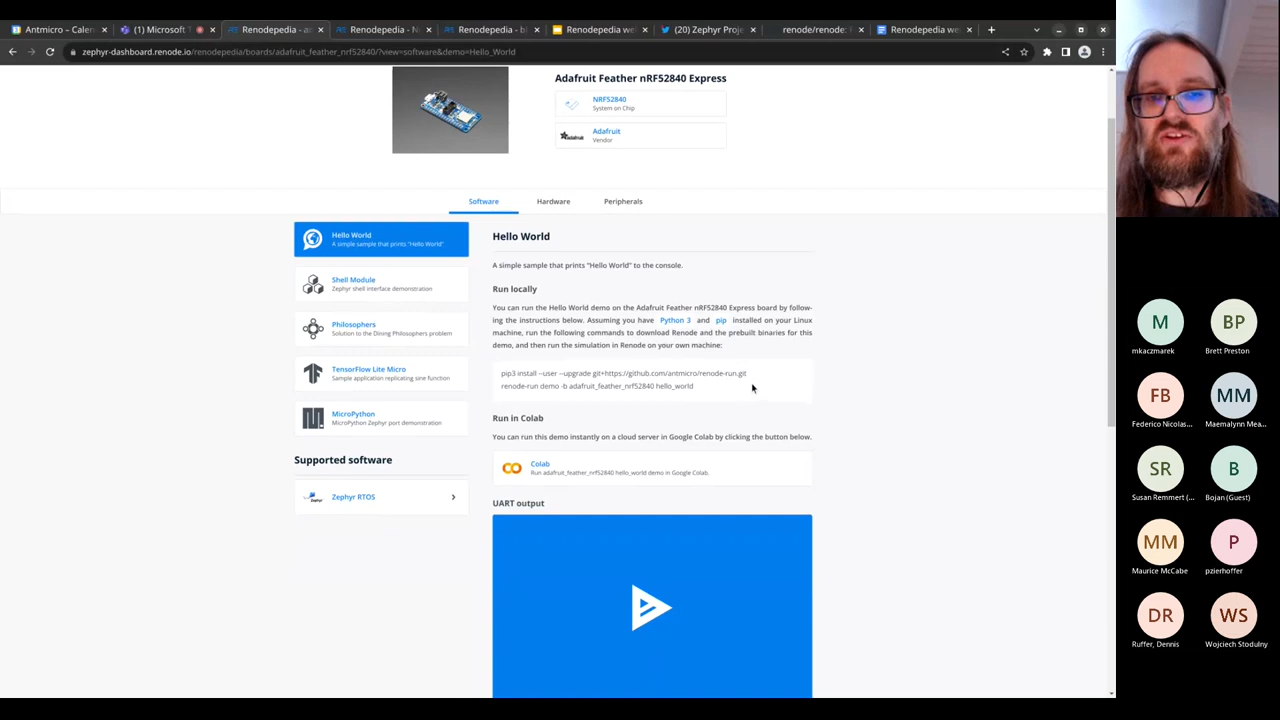 Antmicro – Calen
(1) Microsoft T
Renodepedia - ar
Renodepedia - N
Renodepedia - bl
Renodepedia we
(20) Zephyr Proje
renode/renode: F
Renodepedia we
zephyr-dashboard.renode.io/renodepedia/boards/adafruit_feather_nrf52840/?view=software&demo=Hello_World
Adafruit Feather nRF52840 Express
NRF52840
System on Chip
Adafruit
Vendor
Software
Hardware
Peripherals
Hello World
A simple sample that prints "Hello World"
Shell Module
Zephyr shell interface demonstration
Philosophers
Solution to the Dining Philosophers problem
TensorFlow Lite Micro
Sample application replicating sine function
MicroPython
MicroPython Zephyr port demonstration
Supported software
Zephyr RTOS
Hello World
A simple sample that prints "Hello World" to the console.
Run locally
You can run the Hello World demo on the Adafruit Feather nRF52840 Express board by follow-
ing the instructions below. Assuming you have Python 3 and pip installed on your Linux
machine, run the following commands to download Renode and the prebuilt binaries for this
demo, and then run the simulation in Renode on your own machine:
pip3 install --user --upgrade git+https://github.com/antmicro/renode-run.git
renode-run demo -b adafruit_feather_nrf52840 hello_world
Run in Colab
You can run this demo instantly on a cloud server in Google Colab by clicking the button below.
Colab
Run adafruit_feather_nrf52840 hello_world demo in Google Colab.
UART output
M
mkaczmarek
BP
Brett Preston
FB
Federico Nicolas...
MM
Maemalynn Mea...
SR
Susan Remmert (...
B
Bojan (Guest)
MM
Maurice McCabe
P
pzierhoffer
DR
Ruffer, Dennis
WS
Wojciech Stodulny